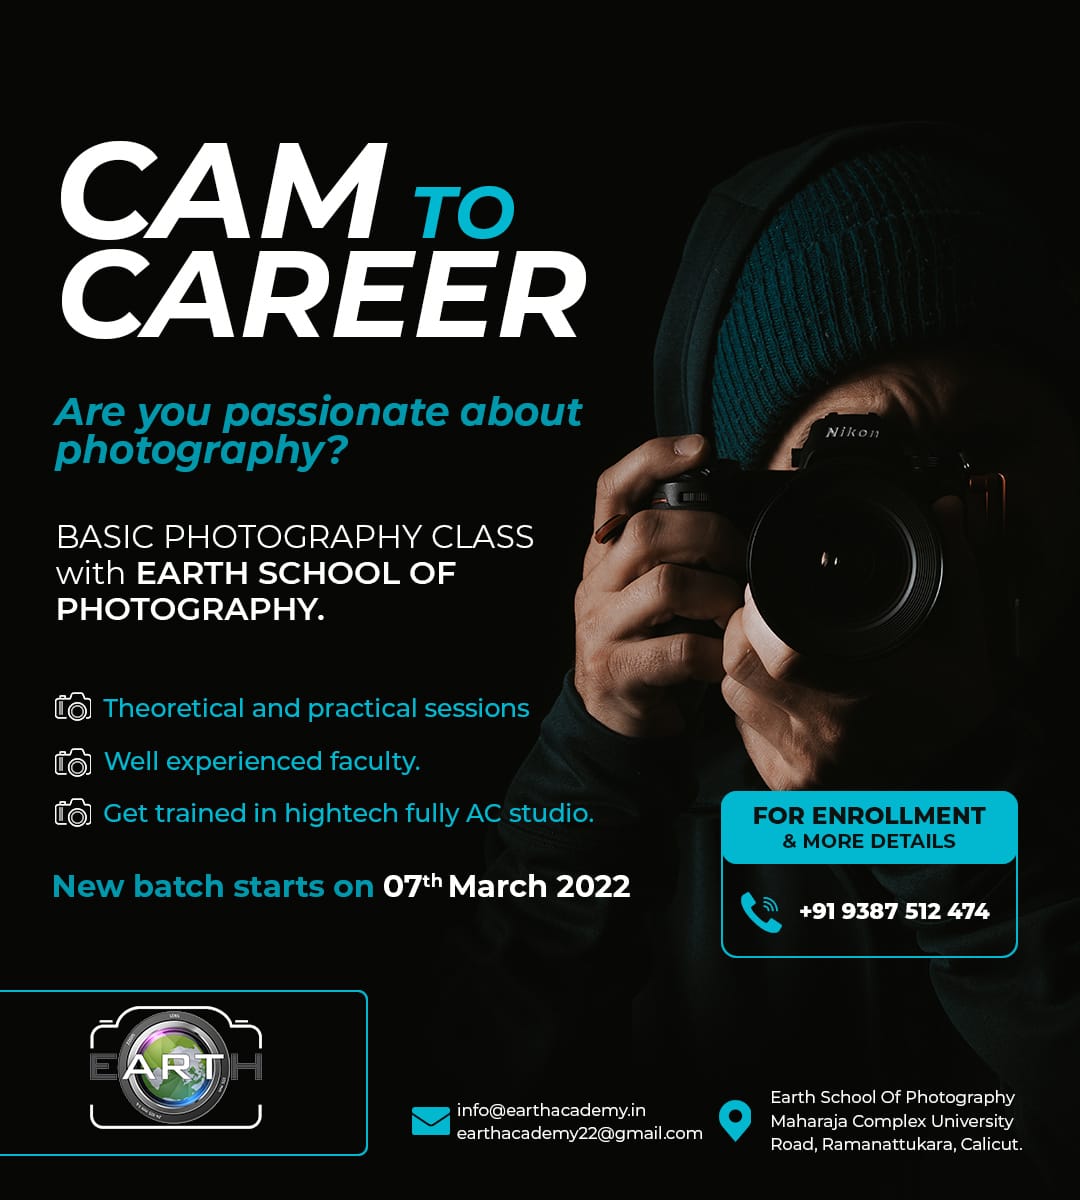 CAM TO
CAREER
Are you passionate about
photography?
BASIC PHOTOGRAPHY CLASS
with EARTH SCHOOL OF
PHOTOGRAPHY.
Nikon
Theoretical and practical sessions
Well experienced faculty.
Get trained in hightech fully AC studio.
New batch starts on 07th March 2022
FOR ENROLLMENT
& MORE DETAILS
+91 9387 512 474
EARTH
info@earthacademy.in
earthacademy22@gmail.com
Earth School Of Photography
Maharaja Complex University
Road, Ramanattukara, Calicut.